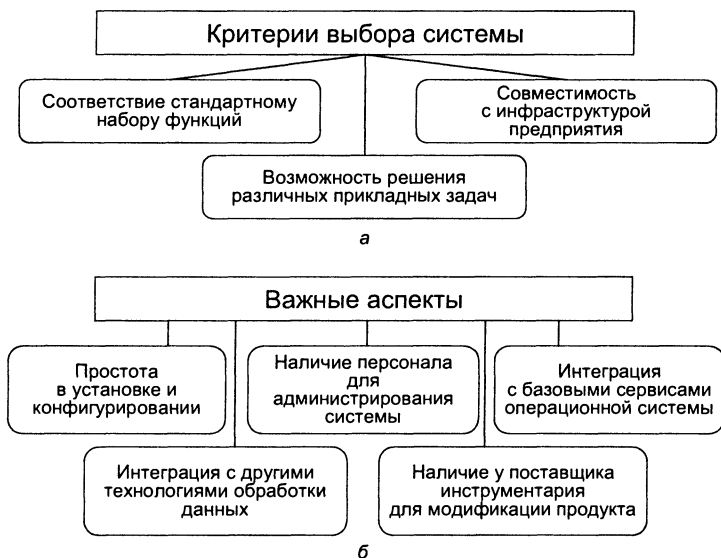 Критерии выбора системы
Соответствие стандартному
набору функций
Совместимость
с инфраструктурой
предприятия
Возможность решения
различных прикладных задач
а
Важные аспекты
Простота
в установке и
конфигурировании
Наличие персонала
для
администрирования
системы
Интеграция
с базовыми сервисами
операционной системы
Интеграция с другими
технологиями обработки
данных
Наличие у поставщика
инструментария
для модификации продукта
б